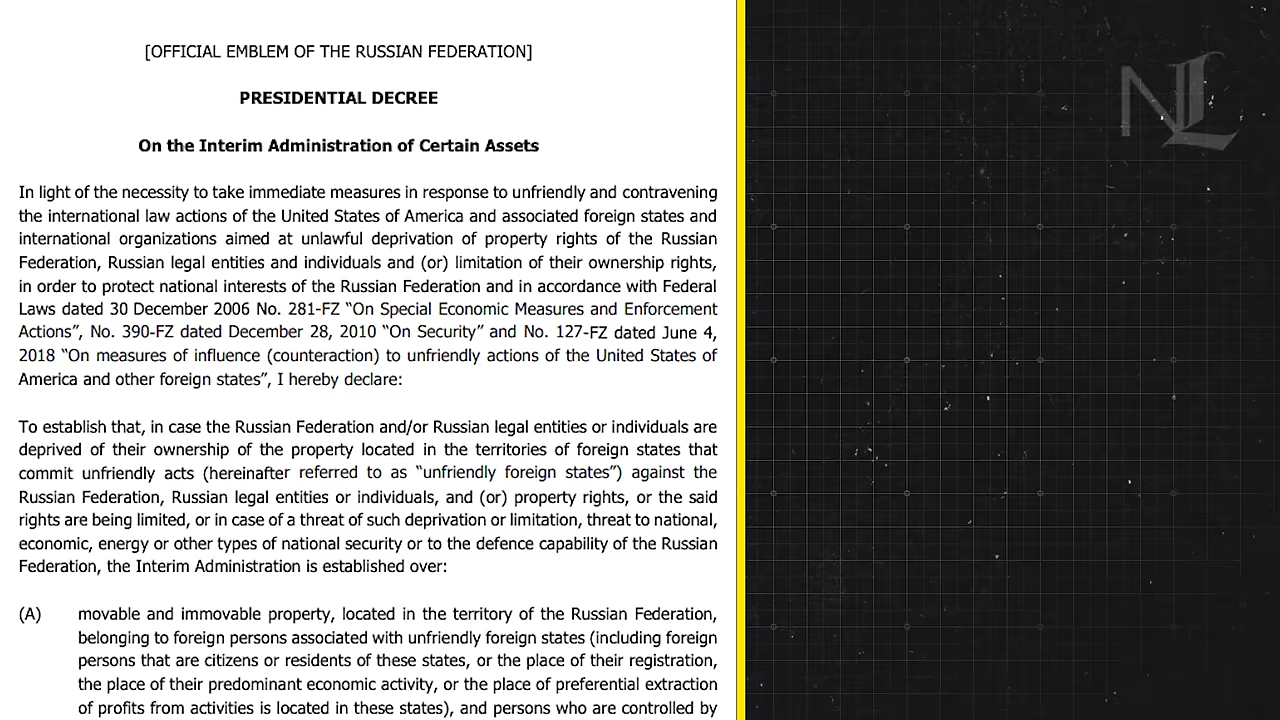 [OFFICIAL EMBLEM OF THE RUSSIAN FEDERATION]
PRESIDENTIAL DECREE
On the Interim Administration of Certain Assets
In light of the necessity to take immediate measures in response to unfriendly and contravening
the international law actions of the United States of America and associated foreign states and
international organizations aimed at unlawful deprivation of property rights of the Russian
Federation, Russian legal entities and individuals and (or) limitation of their ownership rights,
in order to protect national interests of the Russian Federation and in accordance with Federal
Laws dated 30 December 2006 No. 281-FZ “On Special Economic Measures and Enforcement
Actions”, No. 390-FZ dated December 28, 2010 “On Security” and No. 127-FZ dated June 4,
2018 “On measures of influence (counteraction) to unfriendly actions of the United States of
America and other foreign states”, I hereby declare:
To establish that, in case the Russian Federation and/or Russian legal entities or individuals are
deprived of their ownership of the property located in the territories of foreign states that
commit unfriendly acts (hereinafter referred to as “unfriendly foreign states”) against the
Russian Federation, Russian legal entities or individuals, and (or) property rights, or the said
rights are being limited, or in case of a threat of such deprivation or limitation, threat to national,
economic, energy or other types of national security or to the defence capability of the Russian
Federation, the Interim Administration is established over:
(A) movable and immovable property, located in the territory of the Russian Federation,
belonging to foreign persons associated with unfriendly foreign states (including foreign
persons that are citizens or residents of these states, or the place of their registration,
the place of their predominant economic activity, or the place of preferential extraction
of profits from activities is located in these states), and persons who are controlled by
NL